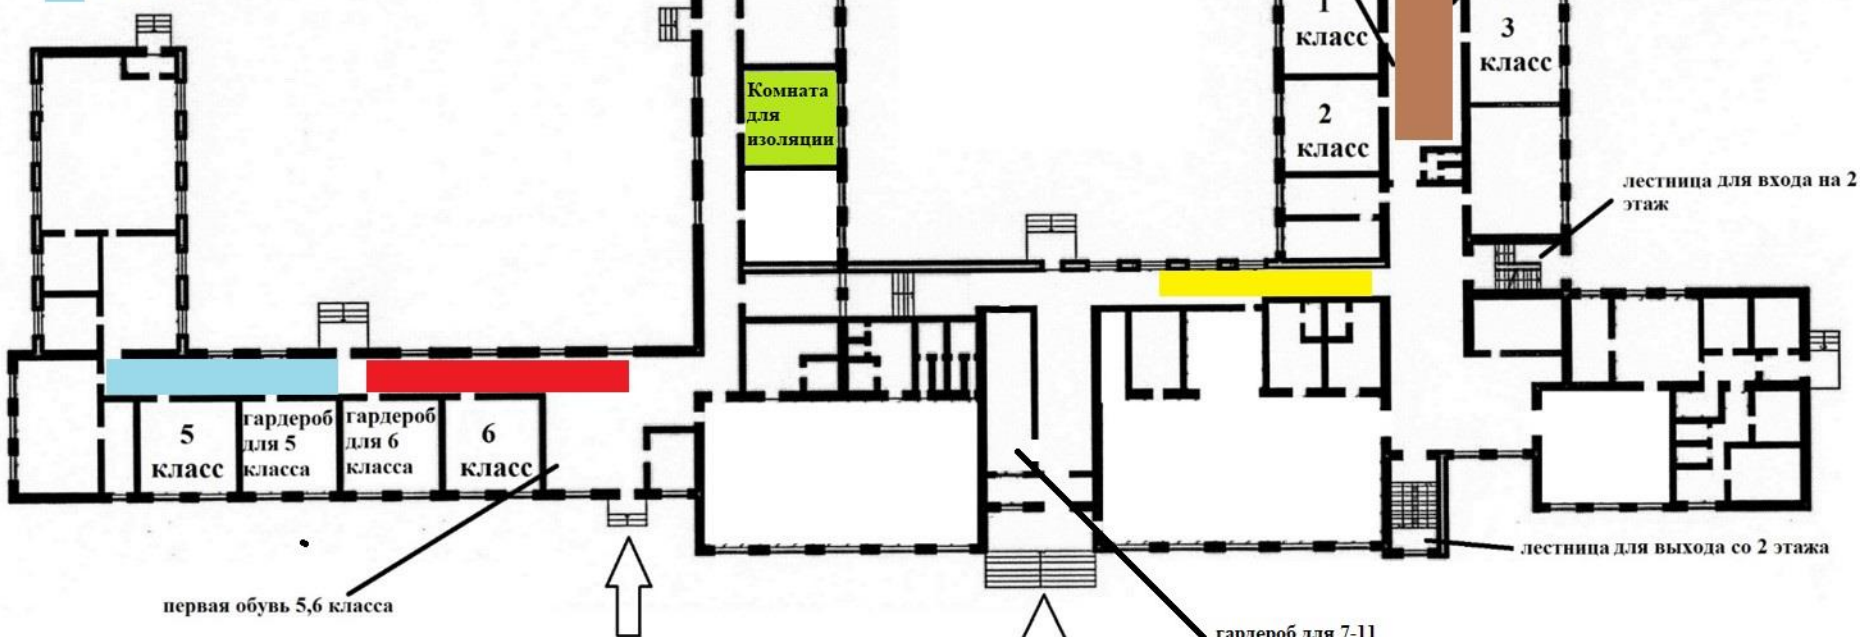 1
класс
3
класс
Комната
для
изоляции
2
класс
лестница для входа на 2
этаж
5
класс
гардероб
для 5
класса
гардероб
для 6
класса
6
класс
первая обувь 5,6 класса
лестница для выхода со 2 этажа
гардероб для 7-11